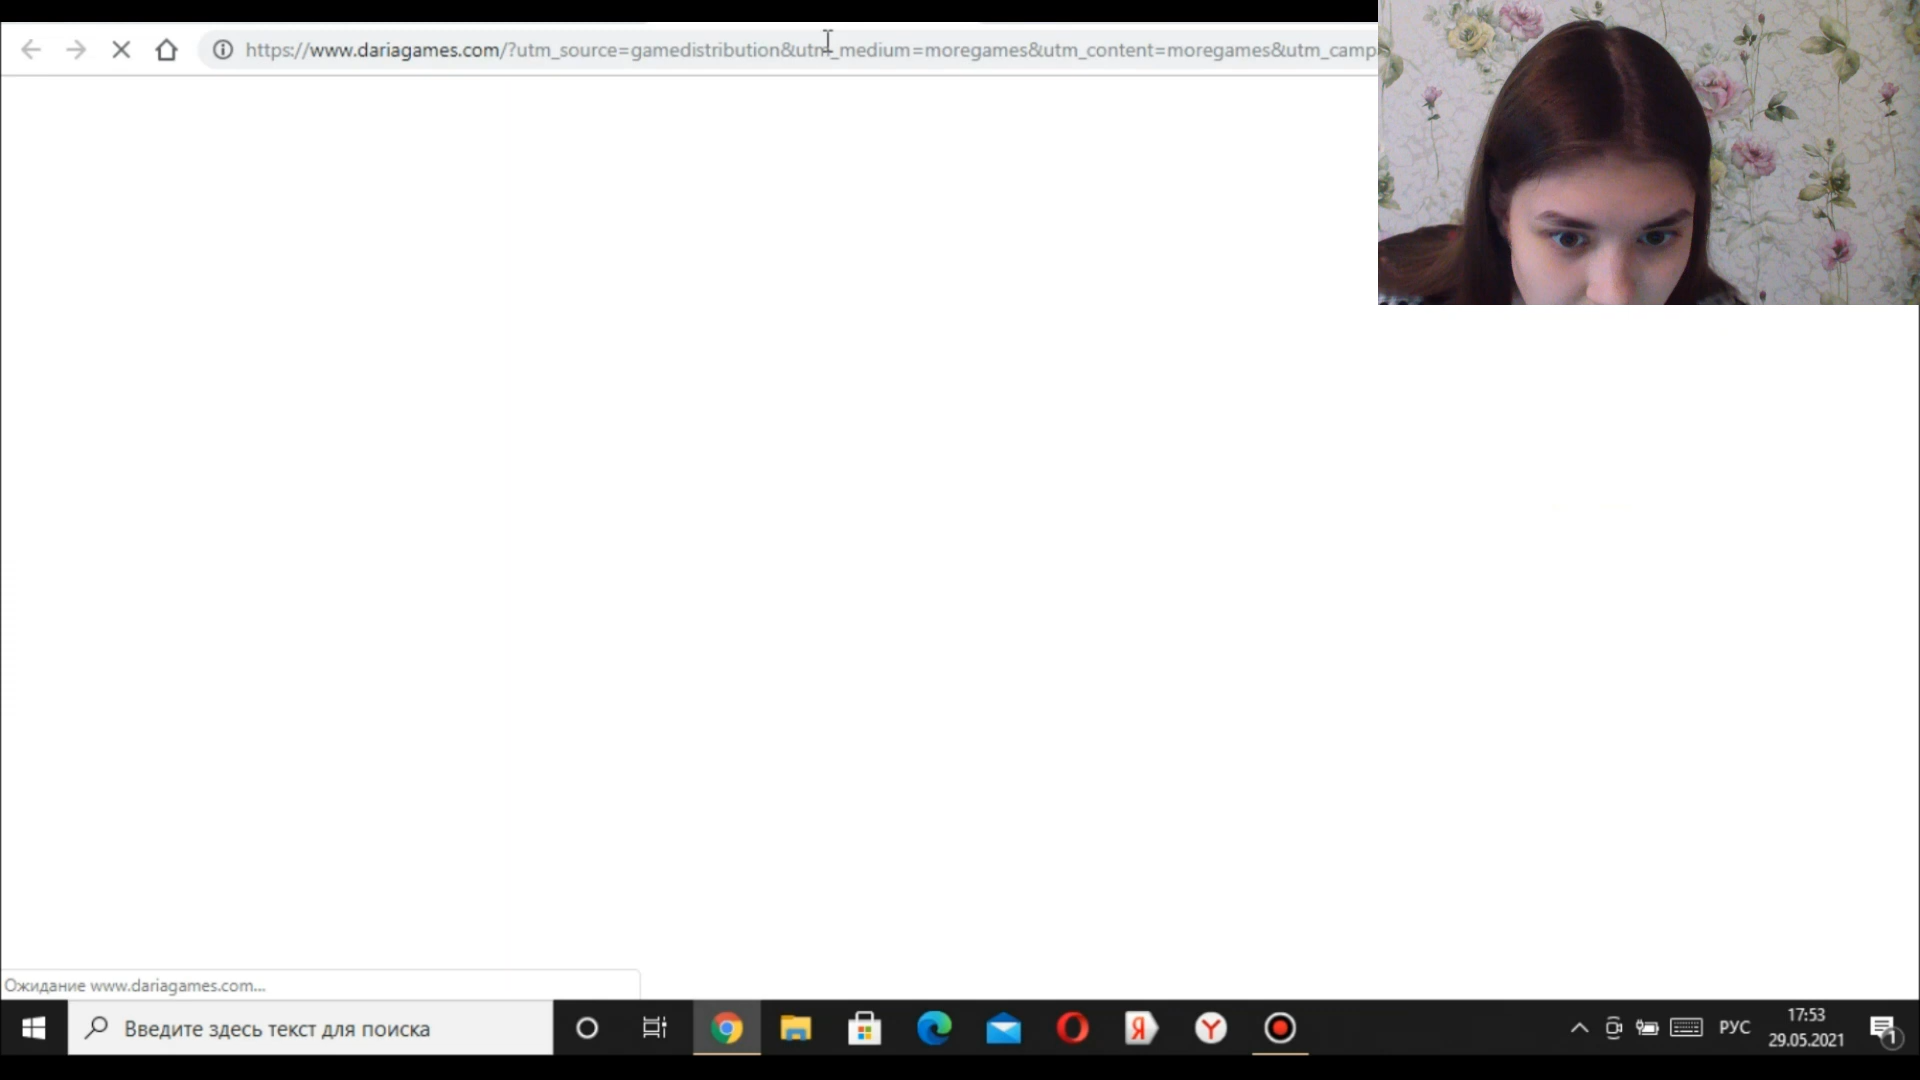 https://www.dariagames.com/?utm_source=gamedistribution&utm_medium=moregames&utm_content=moregames&utm_camp
Ожидание www.dariagames.com...
Введите здесь текст для поиска
РУС
17:53
29.05.2021
1